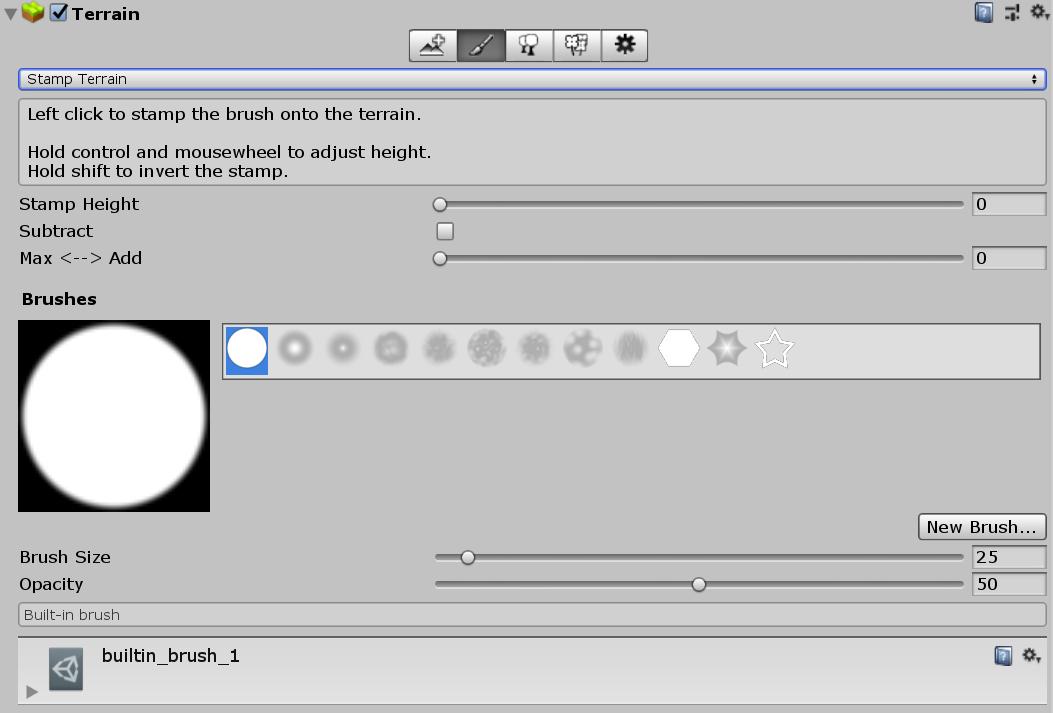 Terrain
Stamp Terrain
Left click to stamp the brush onto the terrain.
Hold control and mousewheel to adjust height.
Hold shift to invert the stamp.
Stamp Height 0
Subtract
Max <--> Add 0
Brushes
New Brush...
Brush Size 25
Opacity 50
Built-in brush
builtin_brush_1